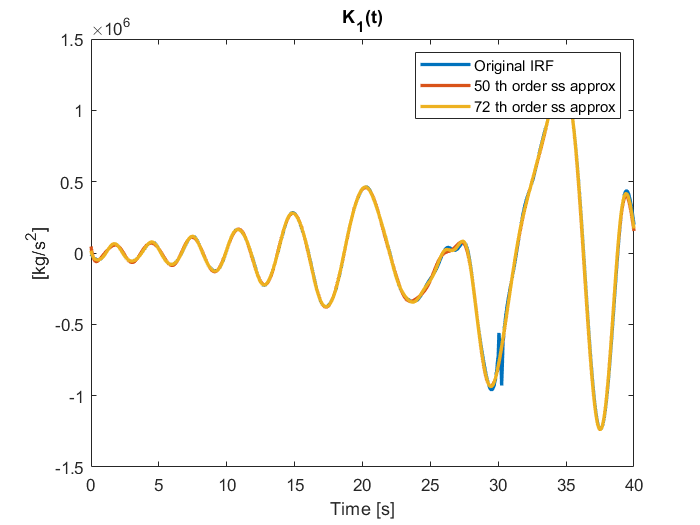 K1(t)
×10^6
Original IRF
50 th order ss approx
72 th order ss approx
1.5
1
0.5
0
-0.5
-1
-1.5
[kg/s^2]
0 5 10 15 20 25 30 35 40
Time [s]